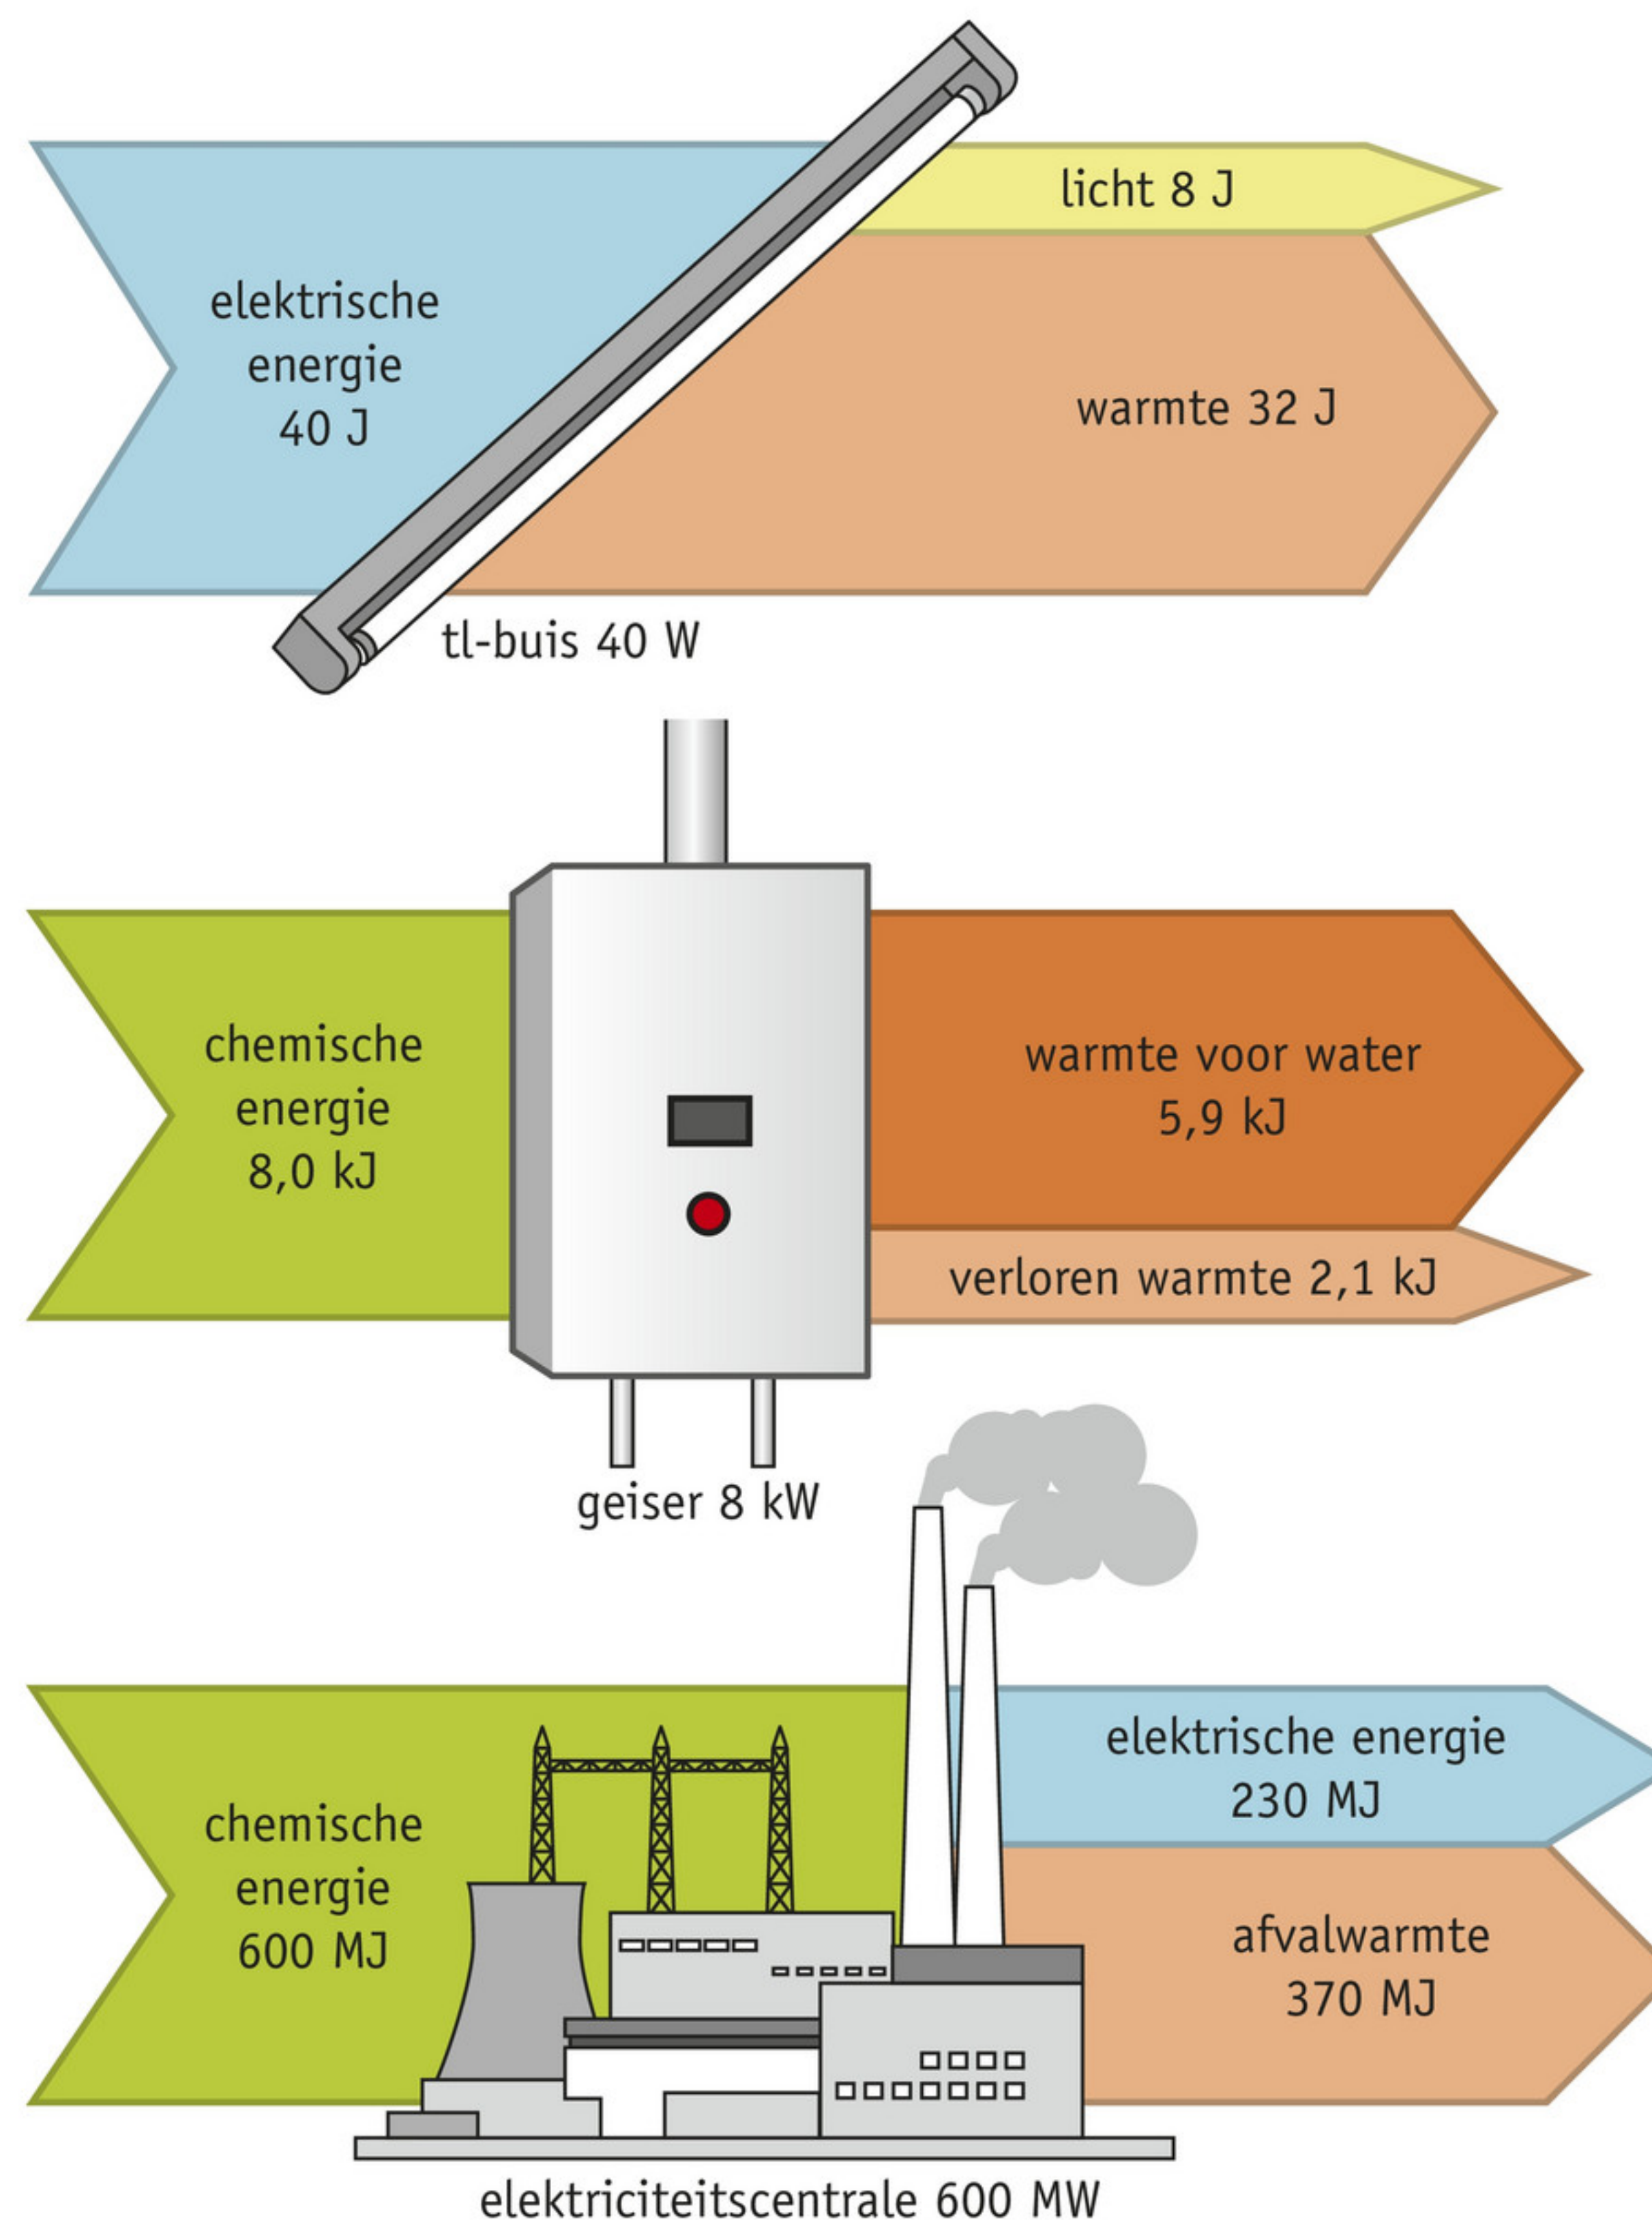 licht 8 J
elektrische
energie
40 J
warmte 32 J
tl-buis 40 W
chemische
energie
8,0 kJ
warmte voor water
5,9 kJ
verloren warmte 2,1 kJ
geiser 8 kW
elektrische energie
230 MJ
chemische
energie
600 MJ
afvalwarmte
370 MJ
elektriciteitscentrale 600 MW